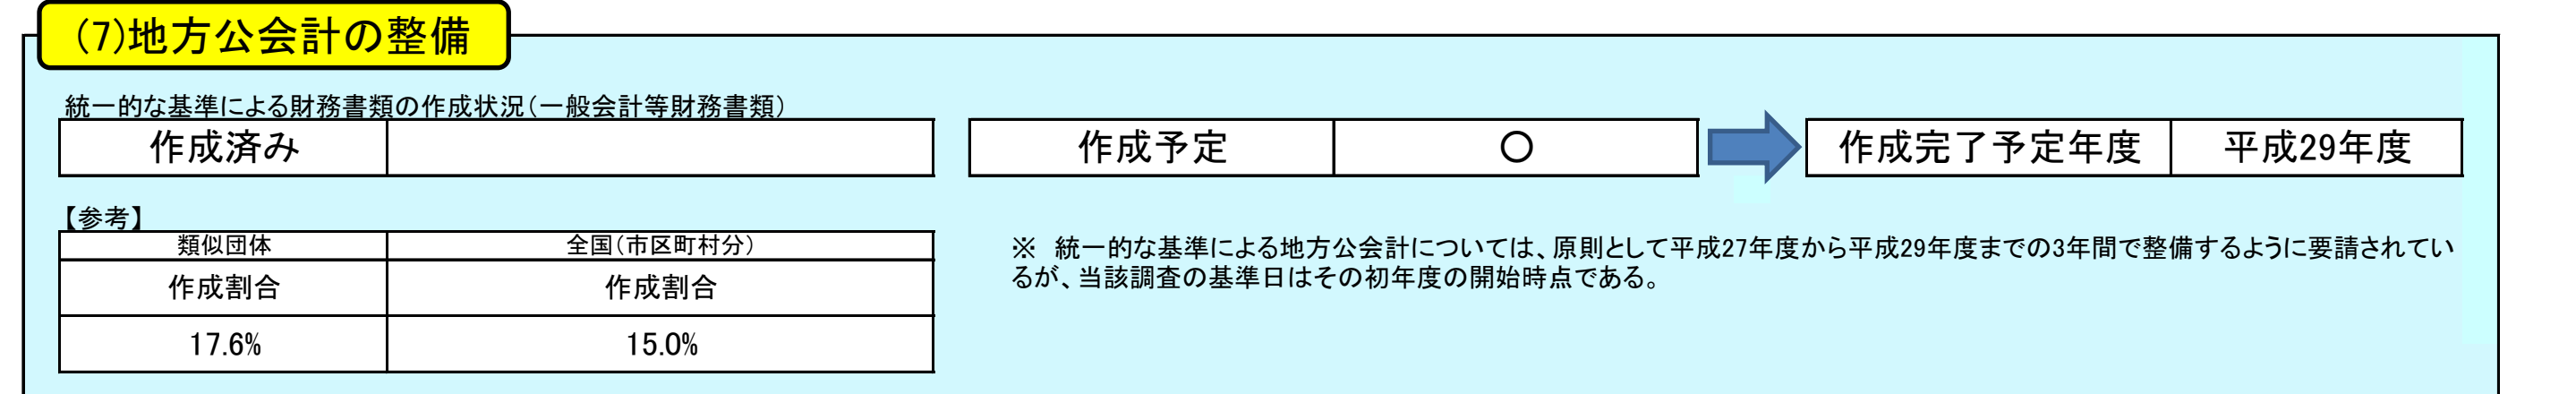 (7)地方公会計の整備
統一的な基準による財務書類の作成状況(一般会計等財務書類)
作成済み
作成予定 〇
作成完了予定年度 平成29年度
【参考】
類似団体 全国(市区町村分)
作成割合 作成割合
17.6% 15.0%
※ 統一的な基準による地方公会計については、原則として平成27年度から平成29年度までの3年間で整備するように要請されてい
るが、当該調査の基準日はその初年度の開始時点である。